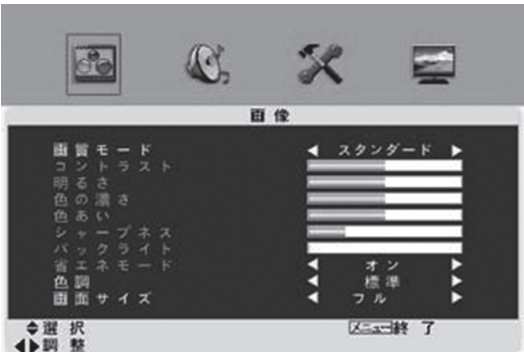 画像
画質モード ◀ スタンダード ▶
コントラスト
明るさ
色の濃さ
色あい
シャープネス
バックライト
省エネモード ◀ オン ▶
色調 ◀ 標準 ▶
画面サイズ ◀ フル ▶
選択 メニュー終了
調整